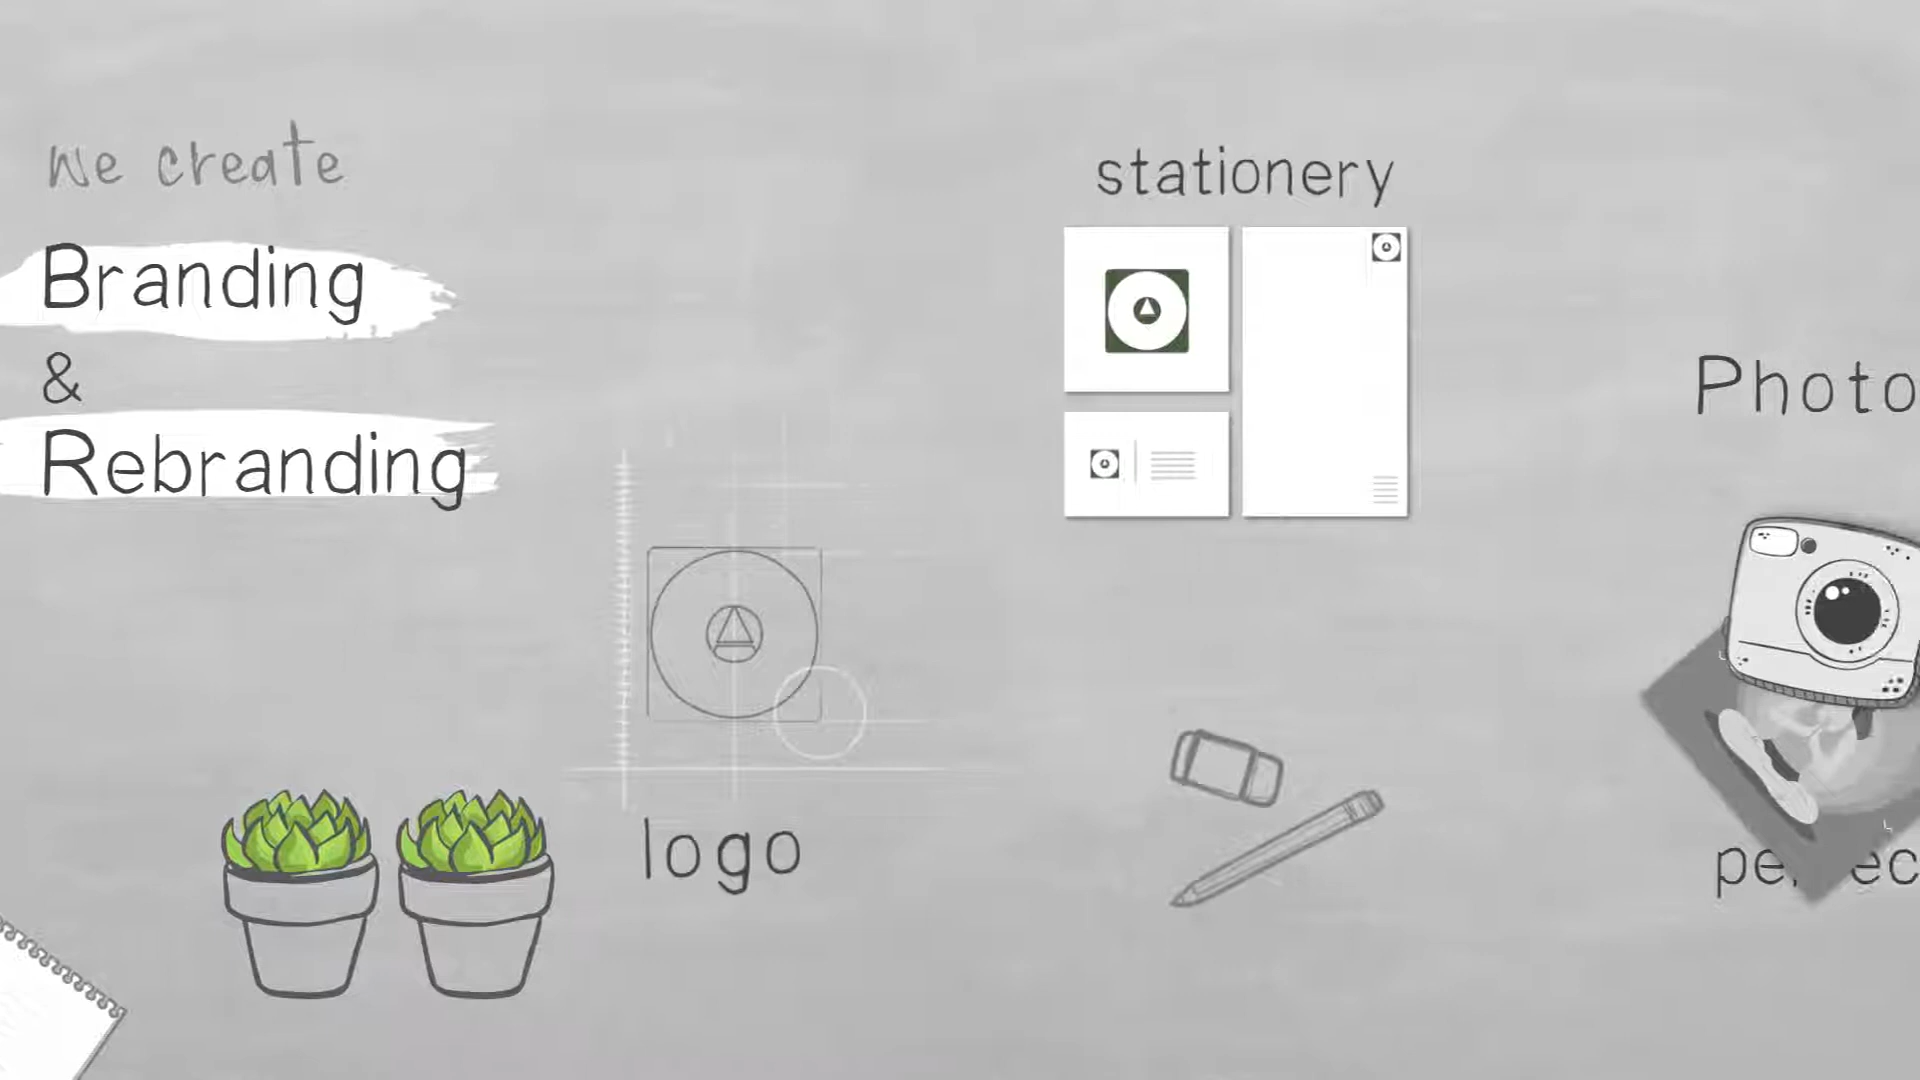 We create
Branding
&
Rebranding
logo
stationery
Photo